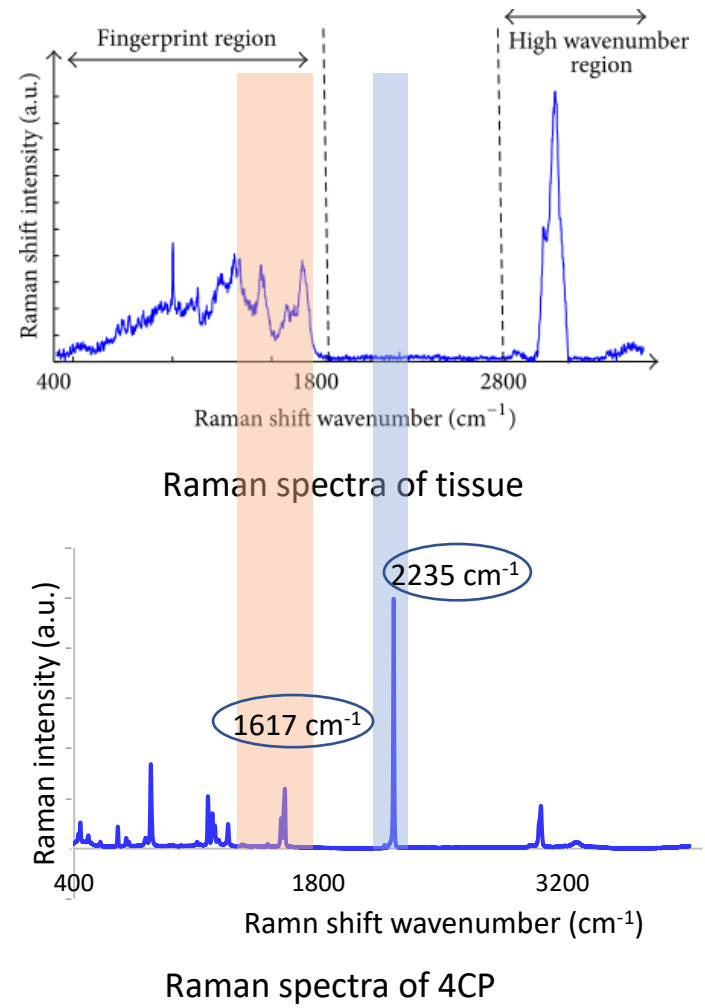 Fingerprint region
High wavenumber
region
Raman shift intensity (a.u.)
400 1800 2800
Raman shift wavenumber (cm⁻¹)
Raman spectra of tissue
2235 cm⁻¹
1617 cm⁻¹
Raman intensity (a.u.)
400 1800 3200
Ramn shift wavenumber (cm⁻¹)
Raman spectra of 4CP